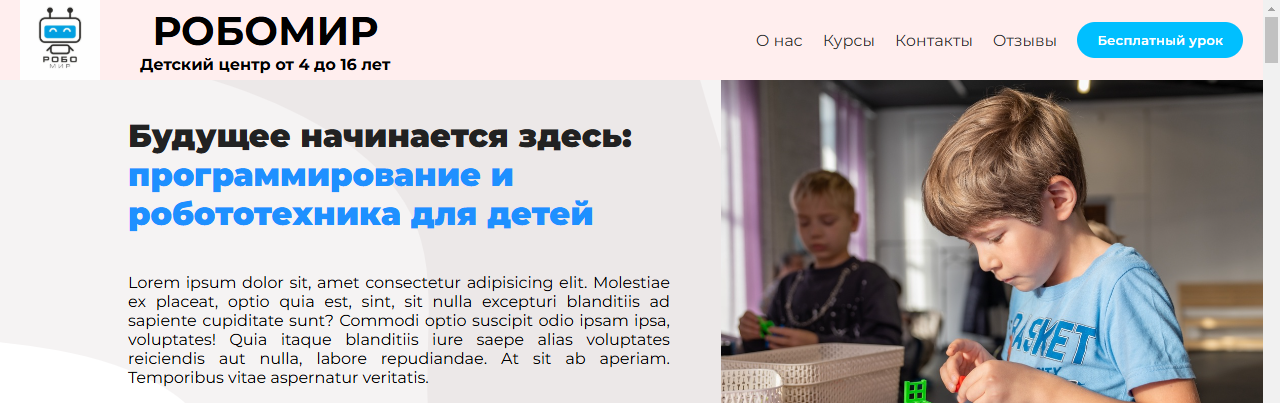 РОБО
МИР
РОБОМИР
Детский центр от 4 до 16 лет
О нас Курсы Контакты Отзывы Бесплатный урок
Будущее начинается здесь:
программирование и
робототехника для детей
Lorem ipsum dolor sit, amet consectetur adipisicing elit. Molestiae
ex placeat, optio quia est, sint, sit nulla excepturi blanditiis ad
sapiente cupiditate sunt? Commodi optio suscipit odio ipsam ipsa,
voluptates! Quia itaque blanditiis iure saepe alias voluptates
reiciendis aut nulla, labore repudiandae. At sit ab aperiam.
Temporibus vitae aspernatur veritatis.
BASKET